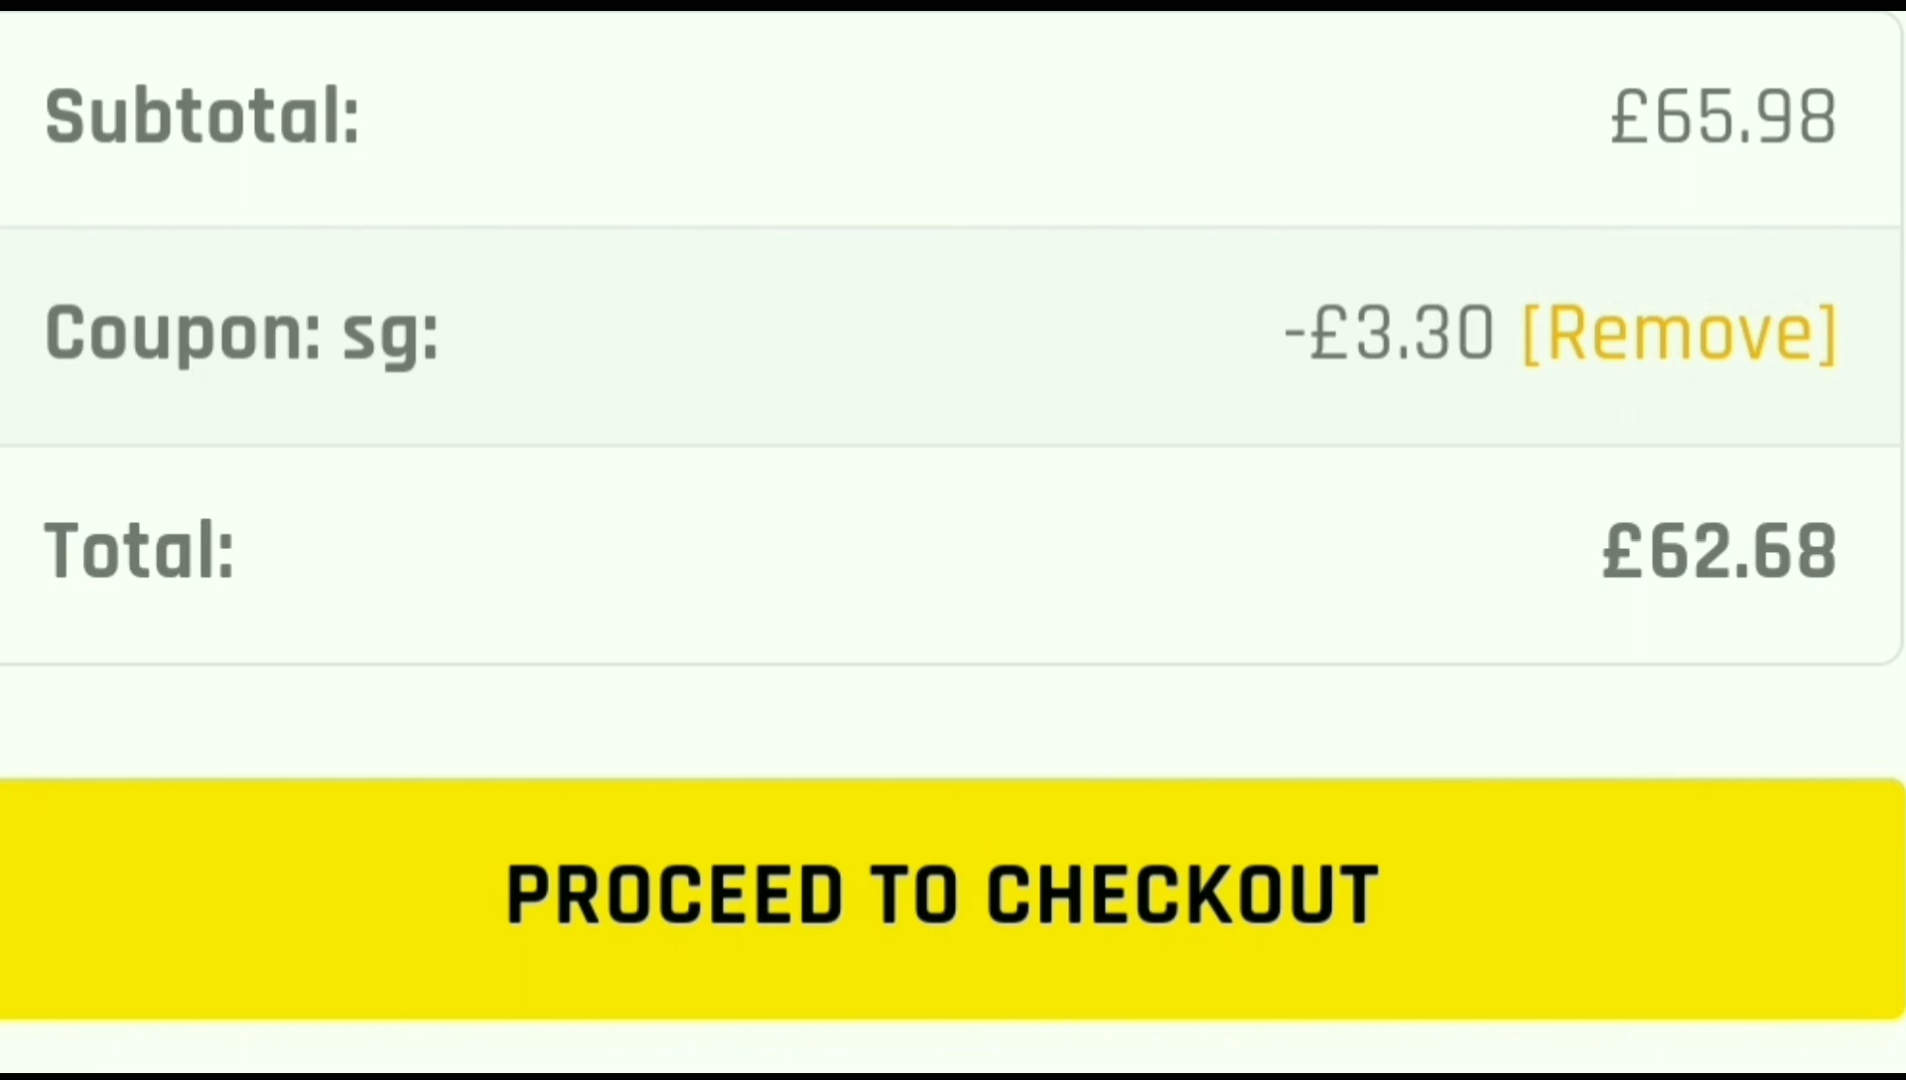 Subtotal: £65.98
Coupon: sg: -£3.30 [Remove]
Total: £62.68
PROCEED TO CHECKOUT